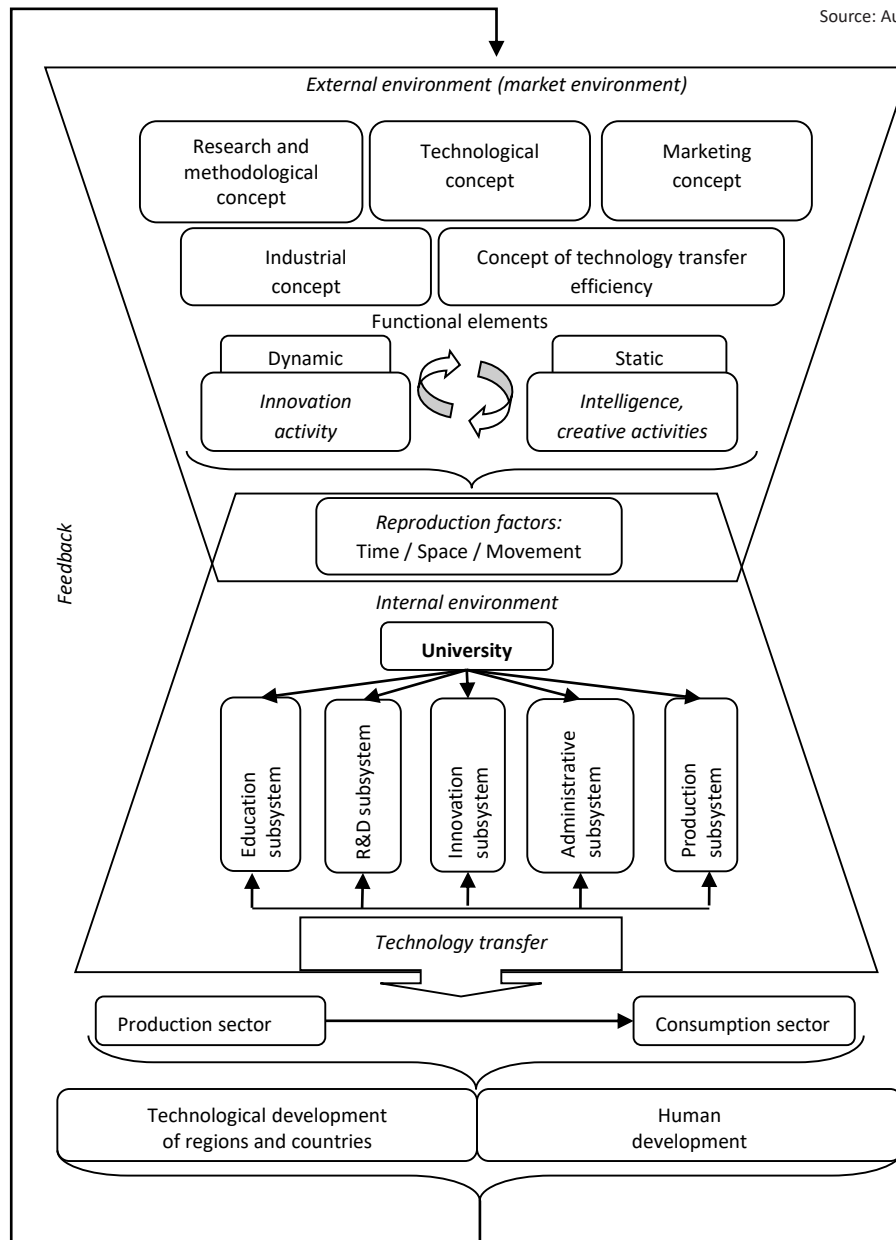 Source: Au
External environment (market environment)
Research and
methodological
concept
Technological
concept
Marketing
concept
Industrial
concept
Concept of technology transfer
efficiency
Functional elements
Dynamic
Static
Innovation
activity
Intelligence,
creative activities
Reproduction factors:
Time / Space / Movement
Feedback
Internal environment
University
Education
subsystem
R&D subsystem
Innovation
subsystem
Administrative
subsystem
Production
subsystem
Technology transfer
Production sector
Consumption sector
Technological development
of regions and countries
Human
development